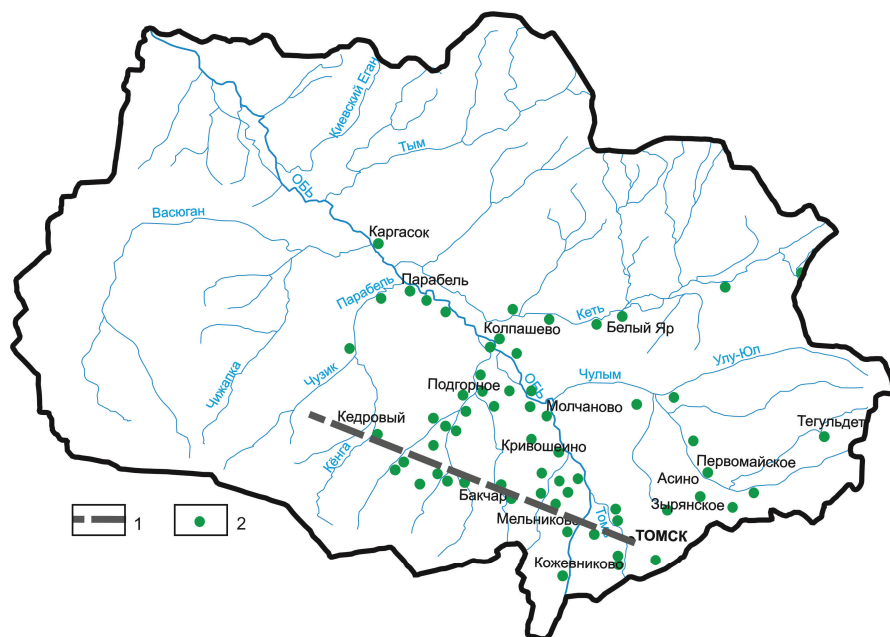 Киевский Еган
Тым
ОБЬ
Васюган
Каргасок
Парабель
Парабель
Кеть
Колпашево
Белый Яр
Чижапка
Чузик
Улу-Юл
ОБЬ
Чулым
Подгорное
Молчаново
Кедровый
Тегульдет
Кёнга
Кривошеино
Первомайское
Асино
Бакчар
Зырянское
1
2
Мельниково
Томь
ТОМСК
Кожевниково